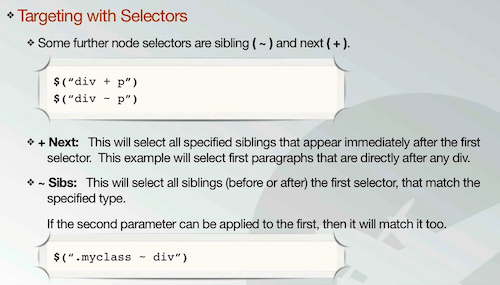 ❖ Targeting with Selectors
❖ Some further node selectors are sibling ( ~ ) and next ( + ).
$(“div + p”)
$(“div ~ p”)
❖ + Next: This will select all specified siblings that appear immediately after the first
selector. This example will select first paragraphs that are directly after any div.
❖ ~ Sibs: This will select all siblings (before or after) the first selector, that match the
specified type.
If the second parameter can be applied to the first, then it will match it too.
$(“.myclass ~ div”)